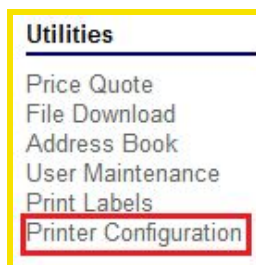 Utilities
Price Quote
File Download
Address Book
User Maintenance
Print Labels
Printer Configuration